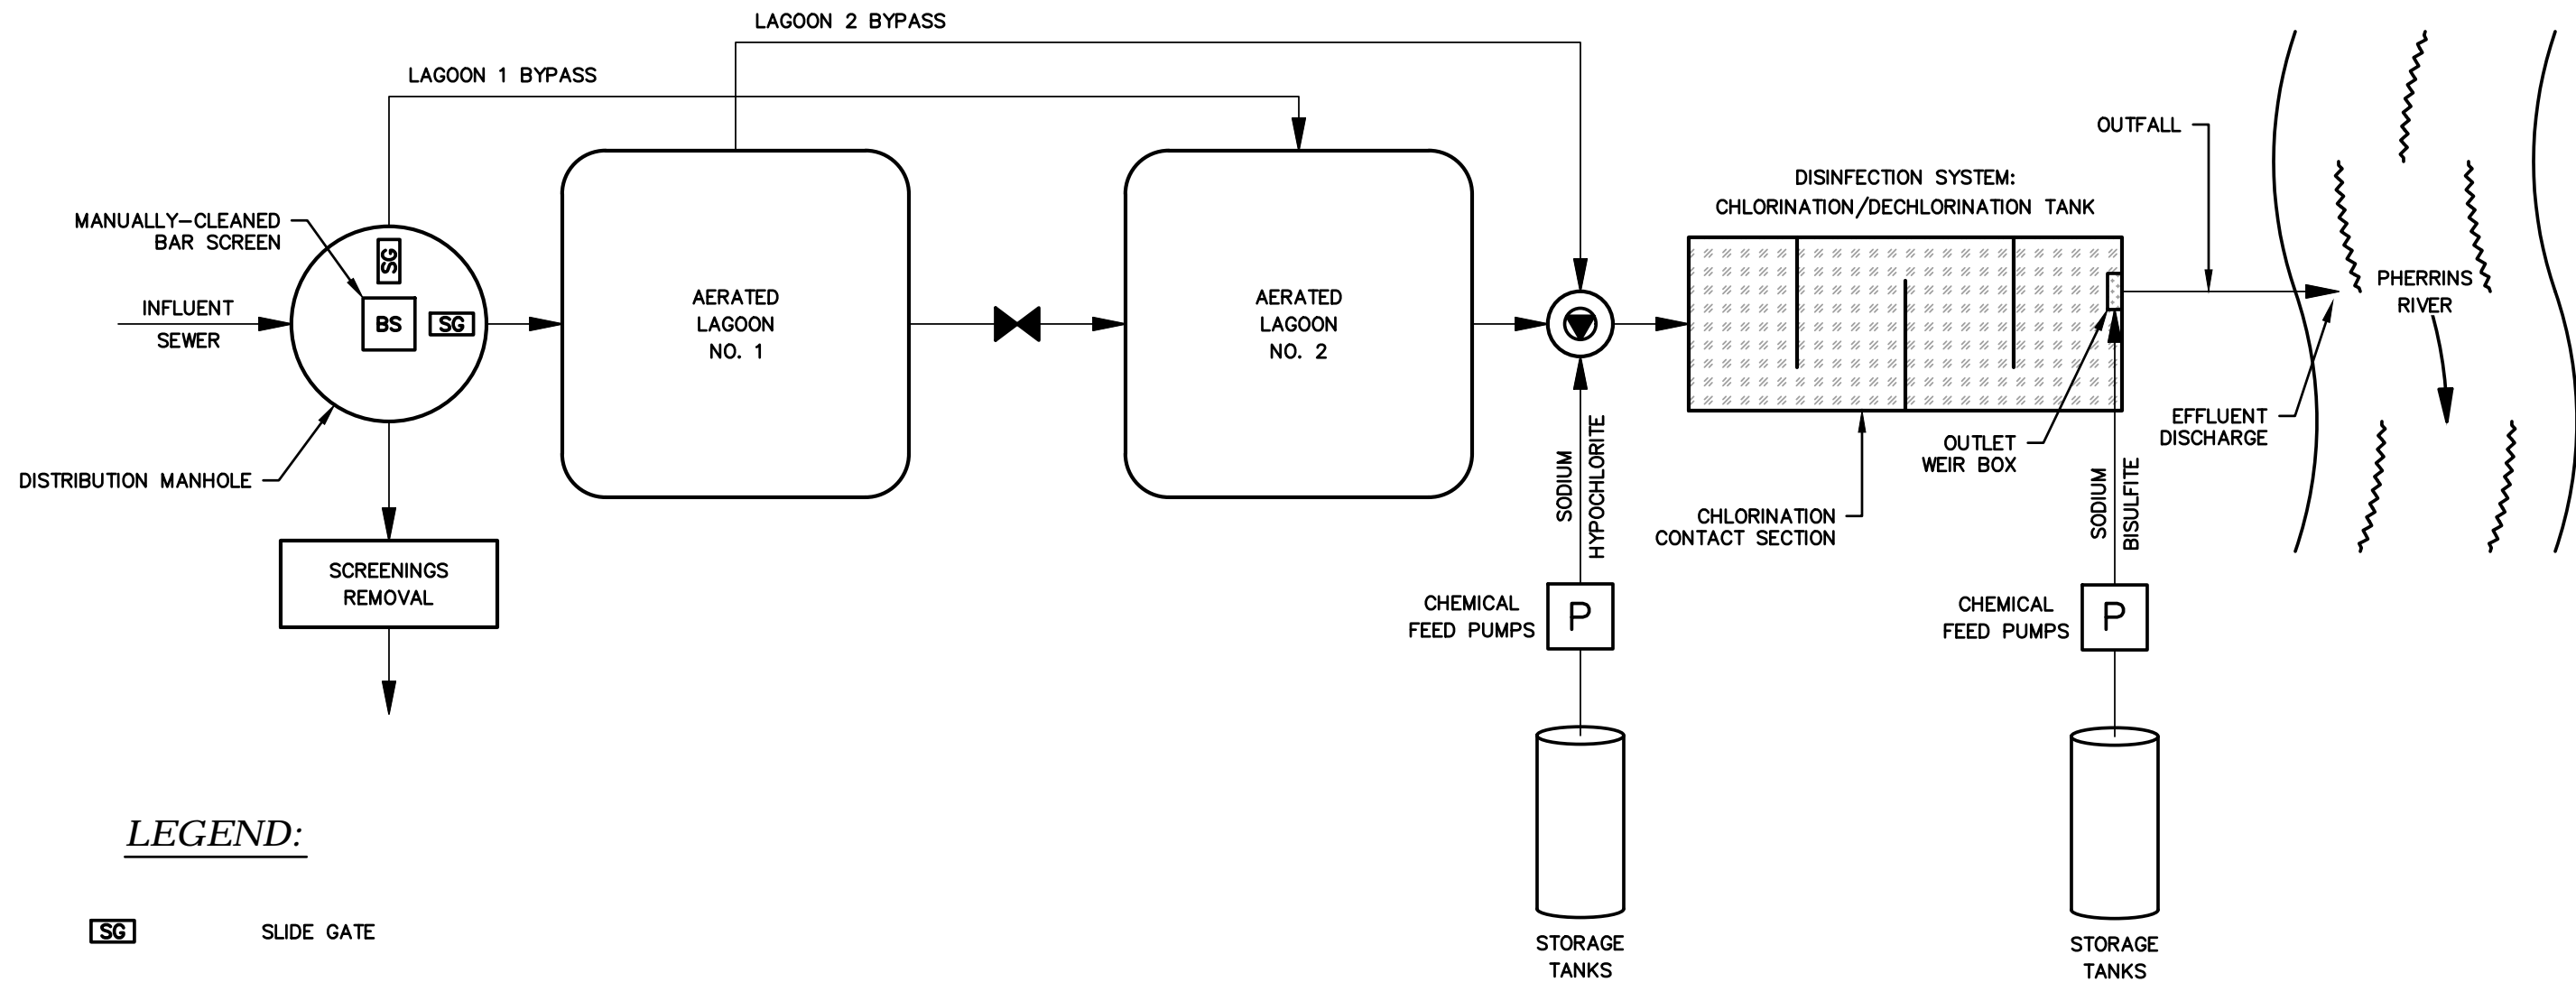 LAGOON 2 BYPASS
LAGOON 1 BYPASS
OUTFALL
DISINFECTION SYSTEM:
CHLORINATION/DECHLORINATION TANK
MANUALLY-CLEANED
BAR SCREEN
SG
INFLUENT
SEWER
BS
SG
AERATED
LAGOON
NO. 1
AERATED
LAGOON
NO. 2
PHERRINS
RIVER
DISTRIBUTION MANHOLE
EFFLUENT
DISCHARGE
OUTLET
WEIR BOX
SODIUM
HYPOCHLORITE
CHLORINATION
CONTACT SECTION
SODIUM
BISULFITE
SCREENINGS
REMOVAL
CHEMICAL
FEED PUMPS
P
CHEMICAL
FEED PUMPS
P
LEGEND:
SG
SLIDE GATE
STORAGE
TANKS
STORAGE
TANKS